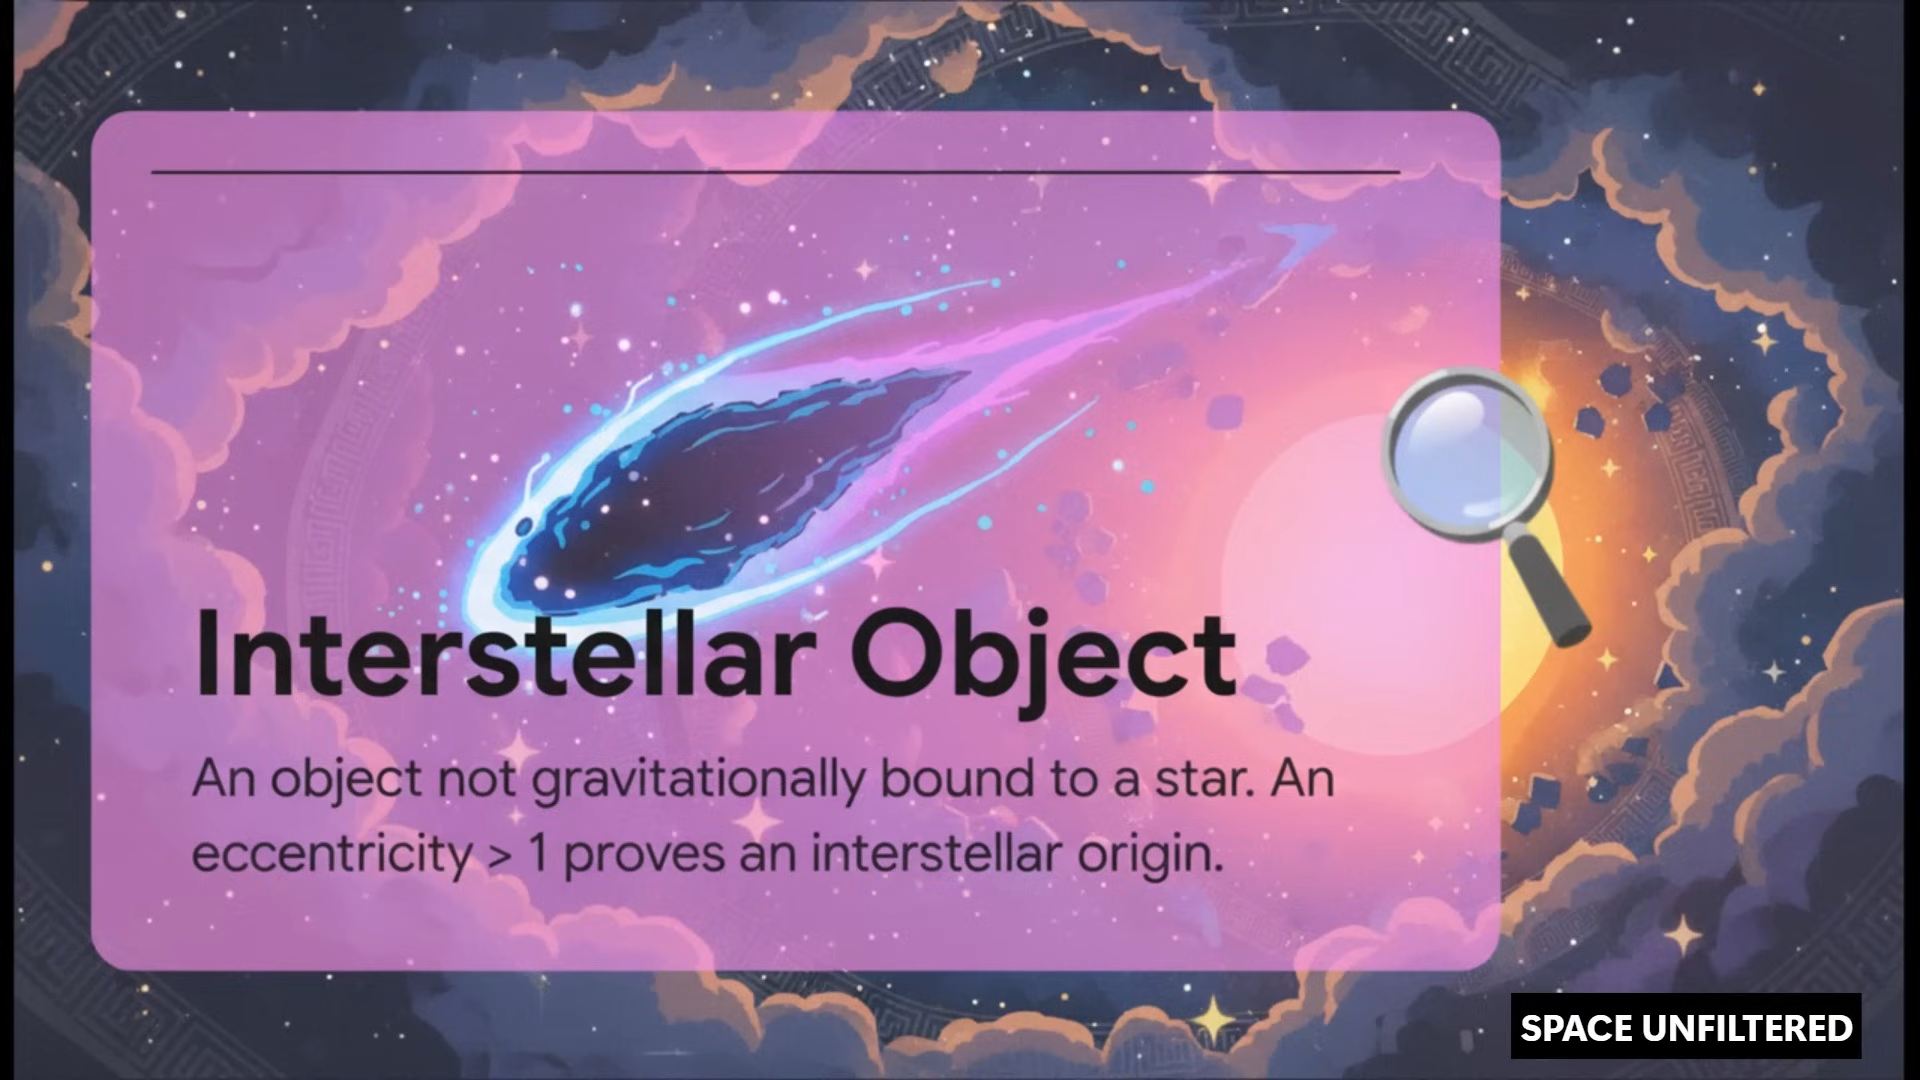 Interstellar Object
An object not gravitationally bound to a star. An
eccentricity > 1 proves an interstellar origin.
SPACE UNFILTERED